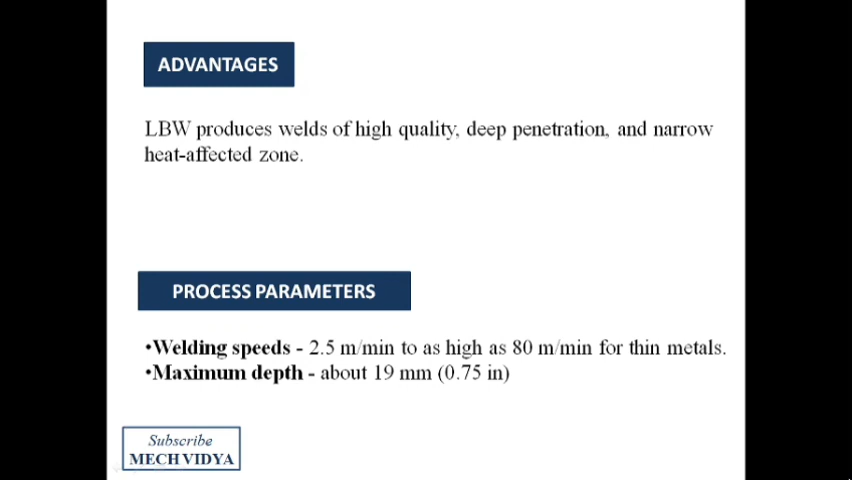 ADVANTAGES
LBW produces welds of high quality, deep penetration, and narrow
heat-affected zone.
PROCESS PARAMETERS
•Welding speeds - 2.5 m/min to as high as 80 m/min for thin metals.
•Maximum depth - about 19 mm (0.75 in)
Subscribe
MECH VIDYA